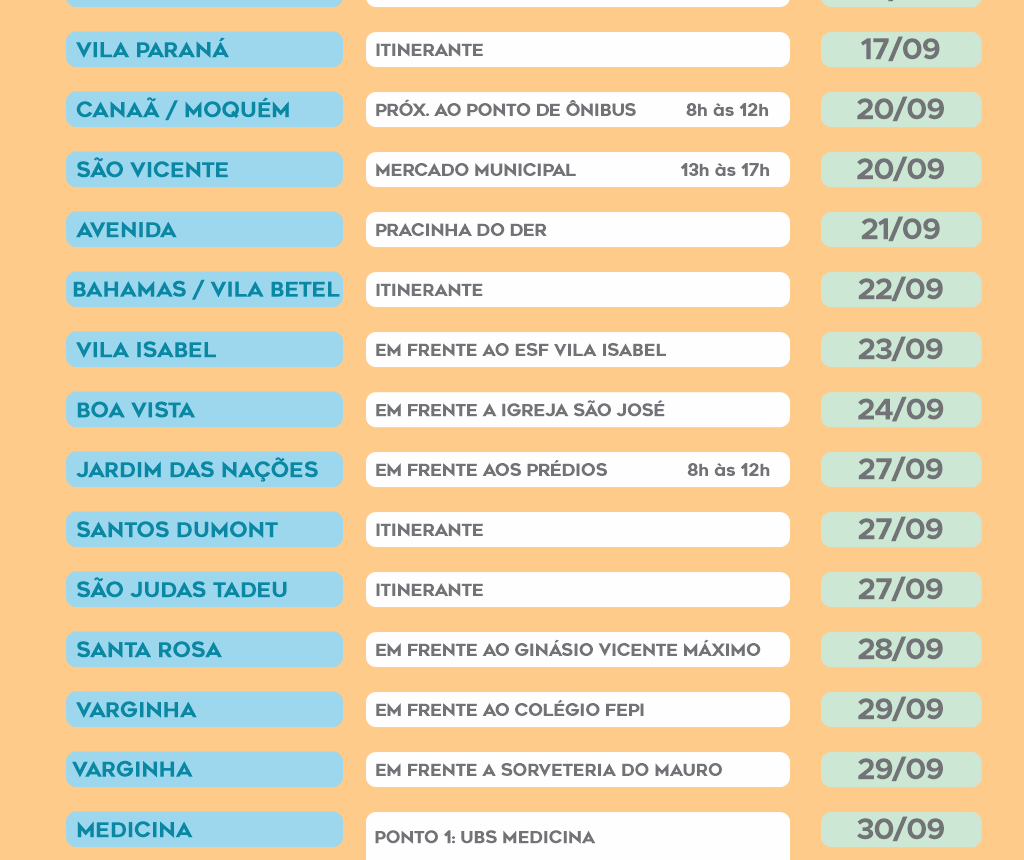 VILA PARANÁ ITINERANTE 17/09
CANAÃ / MOQUÉM PRÓX. AO PONTO DE ÔNIBUS 8h às 12h 20/09
SÃO VICENTE MERCADO MUNICIPAL 13h às 17h 20/09
AVENIDA PRACINHA DO DER 21/09
BAHAMAS / VILA BETEL ITINERANTE 22/09
VILA ISABEL EM FRENTE AO ESF VILA ISABEL 23/09
BOA VISTA EM FRENTE A IGREJA SÃO JOSÉ 24/09
JARDIM DAS NAÇÕES EM FRENTE AOS PRÉDIOS 8h às 12h 27/09
SANTOS DUMONT ITINERANTE 27/09
SÃO JUDAS TADEU ITINERANTE 27/09
SANTA ROSA EM FRENTE AO GINÁSIO VICENTE MÁXIMO 28/09
VARGINHA EM FRENTE AO COLÉGIO FEPI 29/09
VARGINHA EM FRENTE A SORVETERIA DO MAURO 29/09
MEDICINA PONTO 1: UBS MEDICINA 30/09